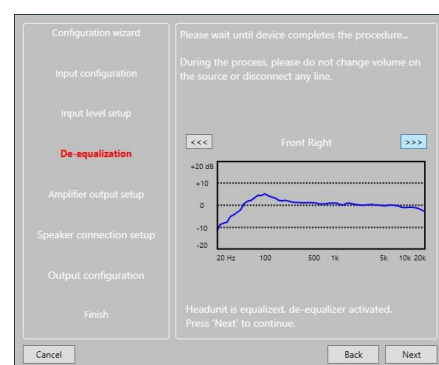 Configuration wizard
Input configuration
Input level setup
De-equalization
Amplifier output setup
Speaker connection setup
Output configuration
Finish
Please wait until device completes the procedure...
During the process, please do not change volume on
the source or disconnect any line.
<<< Front Right >>>
+20 dB
+10
0
-10
-20
20 Hz 100 500 1k 5k 10k 20k
Headunit is equalized, de-equalizer activated.
Press 'Next' to continue.
Cancel Back Next